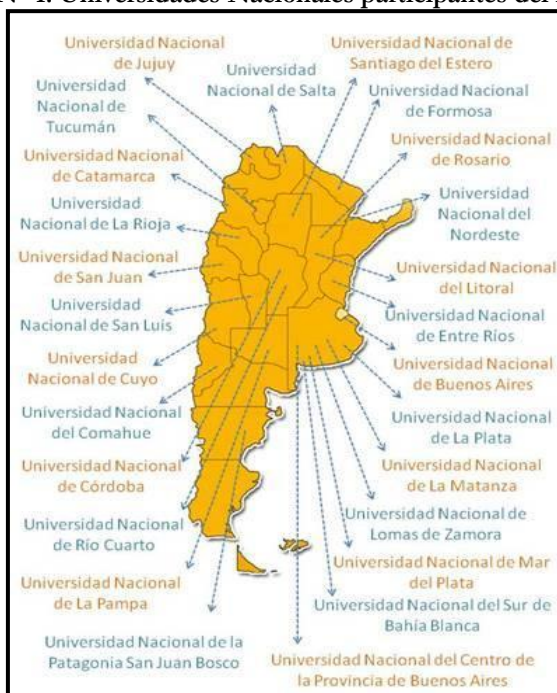 Universidades Nacionales participantes del
Universidad Nacional
de Jujuy
Universidad
Nacional de
Tucumán
Universidad Nacional
de Catamarca
Universidad
Nacional de La Rioja
Universidad Nacional
de San Juan
Universidad
Nacional de San Luis
Universidad
Nacional de Cuyo
Universidad Nacional
del Comahue
Universidad Nacional
de Córdoba
Universidad Nacional
de Río Cuarto
Universidad Nacional
de La Pampa
Universidad Nacional de la
Patagonia San Juan Bosco
Universidad
Nacional de Salta
Universidad Nacional de
Santiago del Estero
Universidad Nacional
de Formosa
Universidad Nacional
de Rosario
Universidad
Nacional del
Nordeste
Universidad Nacional
del Litoral
Universidad Nacional
de Entre Ríos
Universidad Nacional
de Buenos Aires
Universidad Nacional
de La Plata
Universidad Nacional
de La Matanza
Universidad Nacional de
Lomas de Zamora
Universidad Nacional de Mar
del Plata
Universidad Nacional del Sur de
Bahía Blanca
Universidad Nacional del Centro de
la Provincia de Buenos Aires